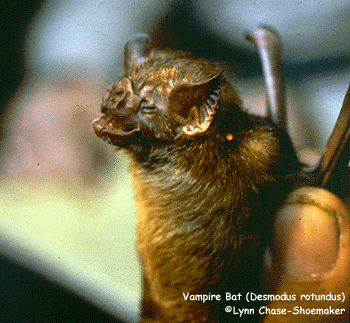 Vampire Bat (Desmodus rotundus)
©Lynn Chase-Shoemaker